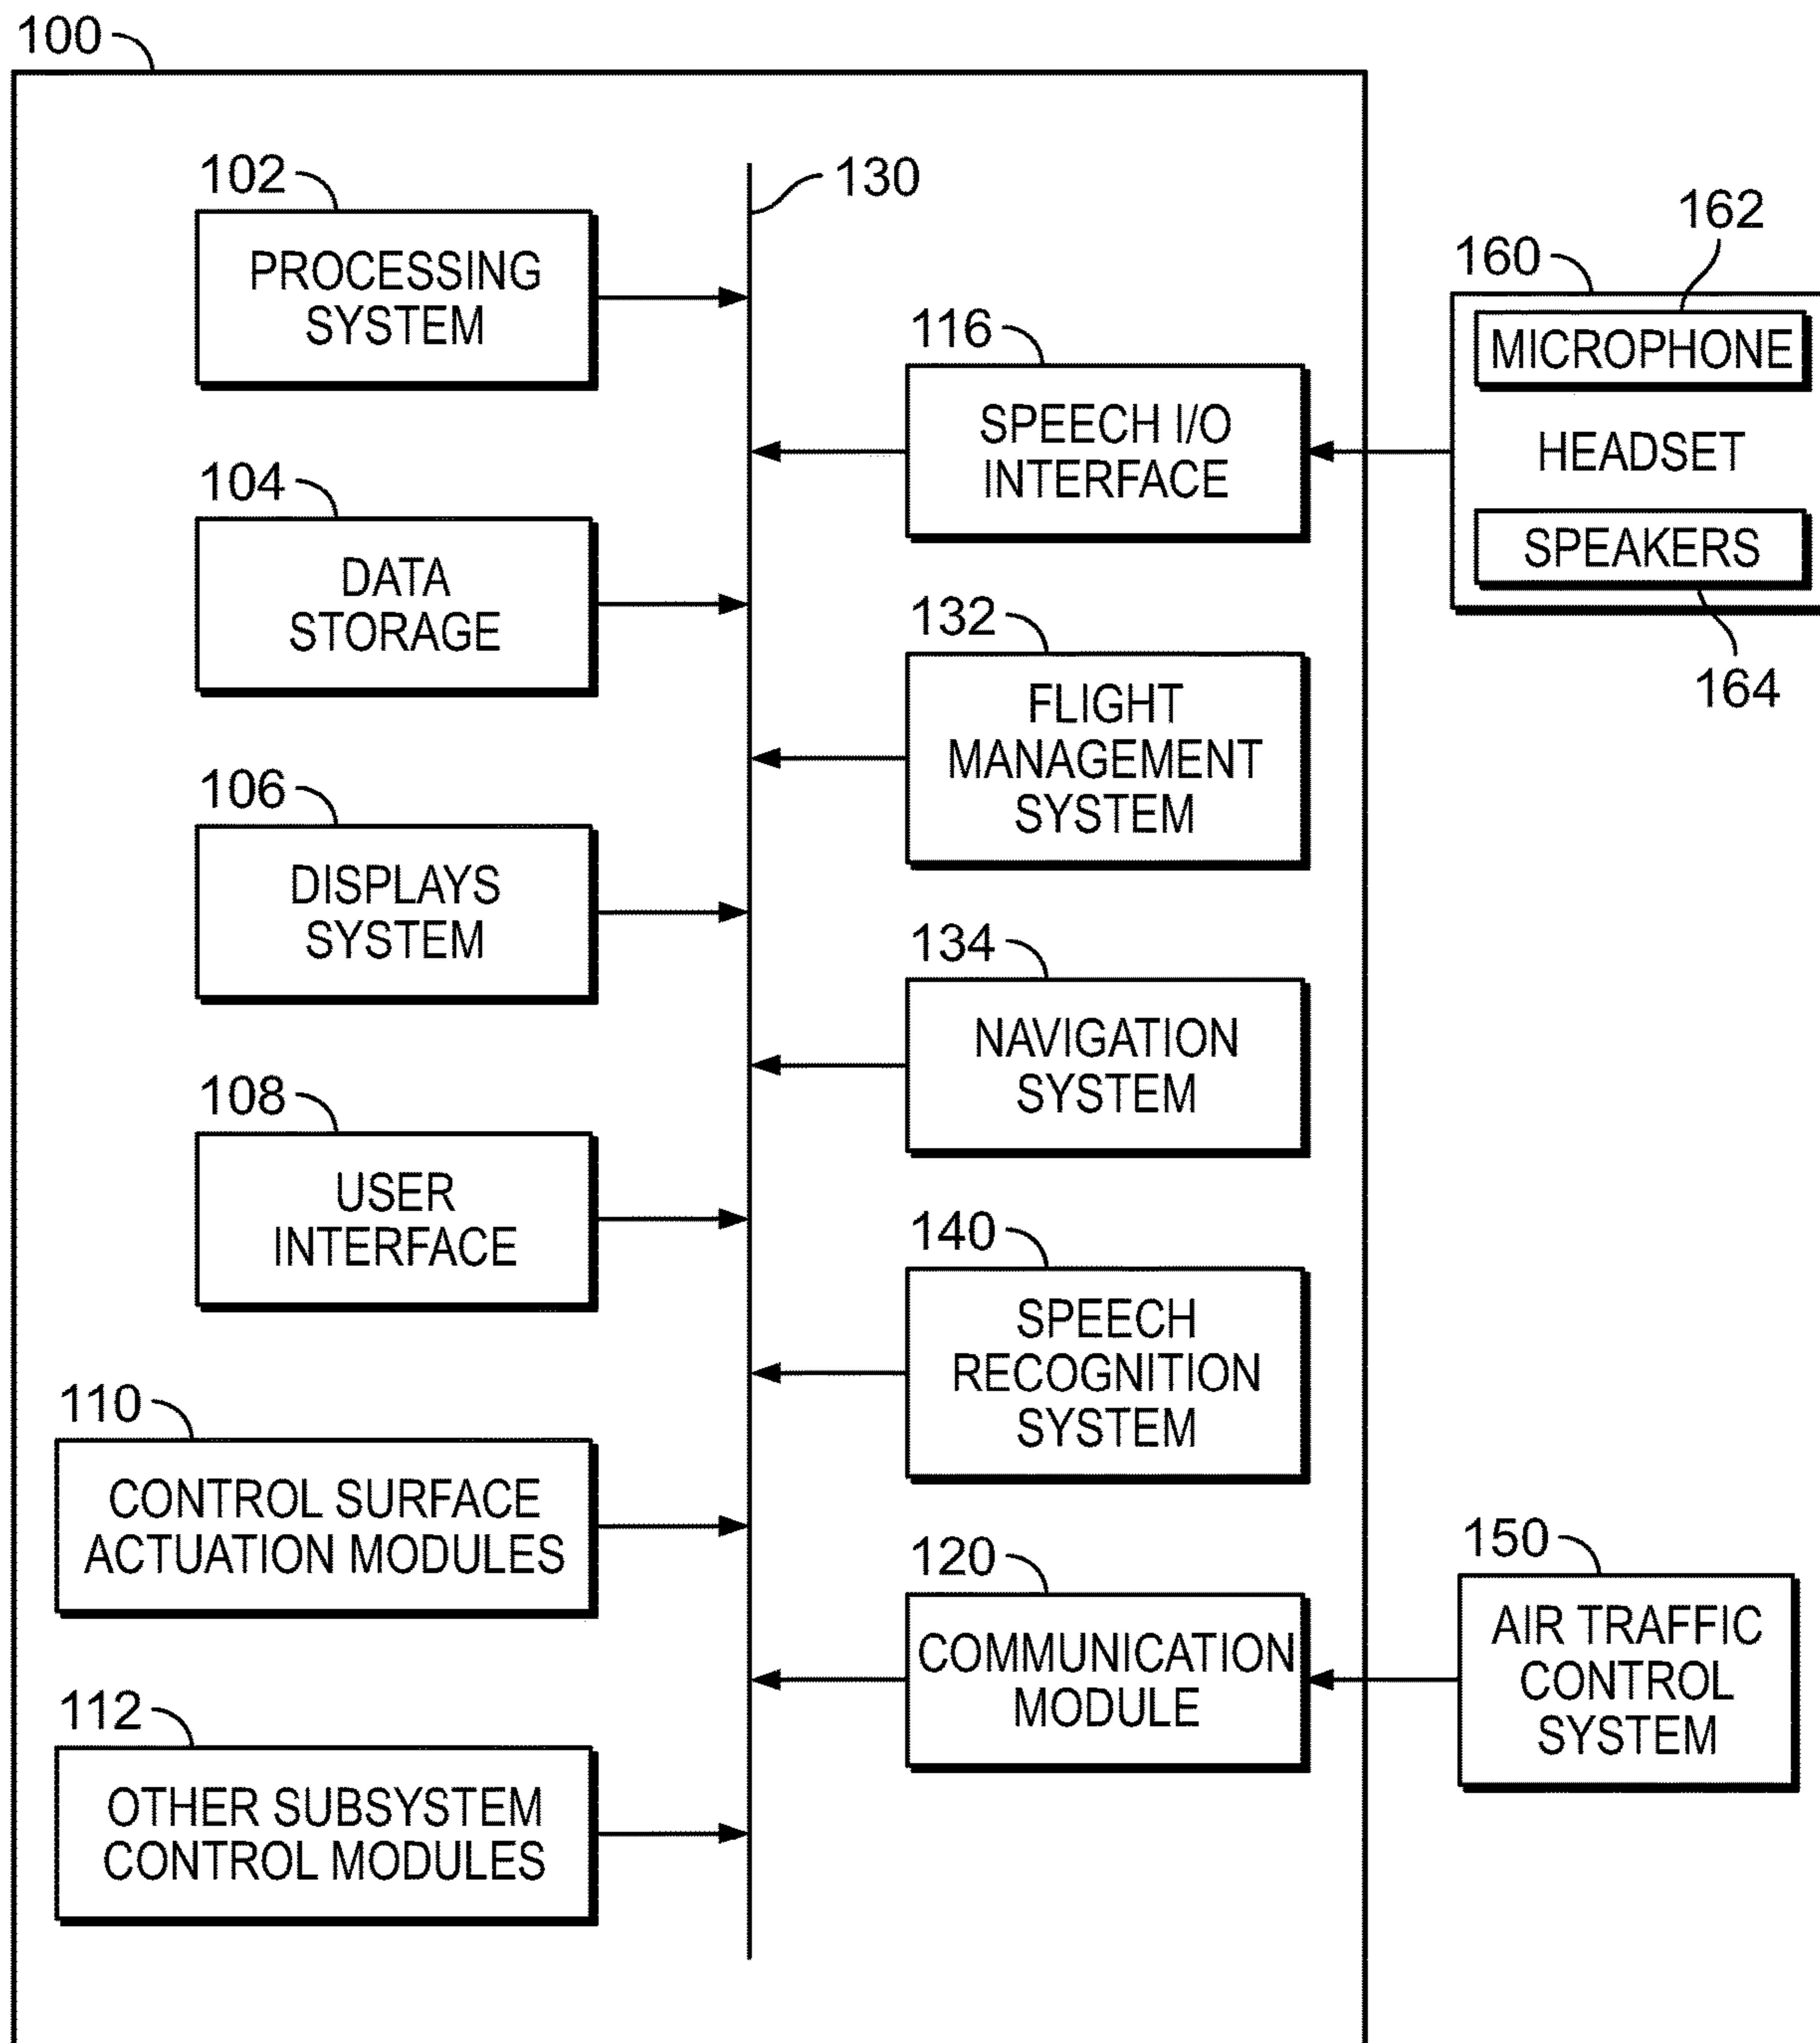 100
102
PROCESSING
SYSTEM
130
104
DATA
STORAGE
106
DISPLAYS
SYSTEM
108
USER
INTERFACE
110
CONTROL SURFACE
ACTUATION MODULES
112
OTHER SUBSYSTEM
CONTROL MODULES
116
SPEECH I/O
INTERFACE
132
FLIGHT
MANAGEMENT
SYSTEM
134
NAVIGATION
SYSTEM
140
SPEECH
RECOGNITION
SYSTEM
120
COMMUNICATION
MODULE
162
160
MICROPHONE
HEADSET
SPEAKERS
164
150
AIR TRAFFIC
CONTROL
SYSTEM